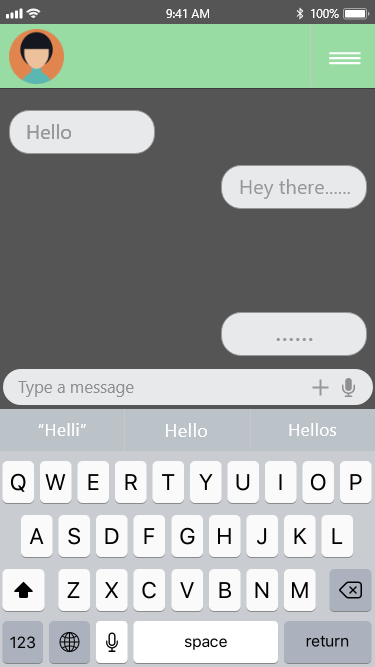 9:41 AM 100%
Hello
Hey there......
......
Type a message
“Helli” Hello Hellos
Q W E R T Y U I O P
A S D F G H J K L
Z X C V B N M
123 space return